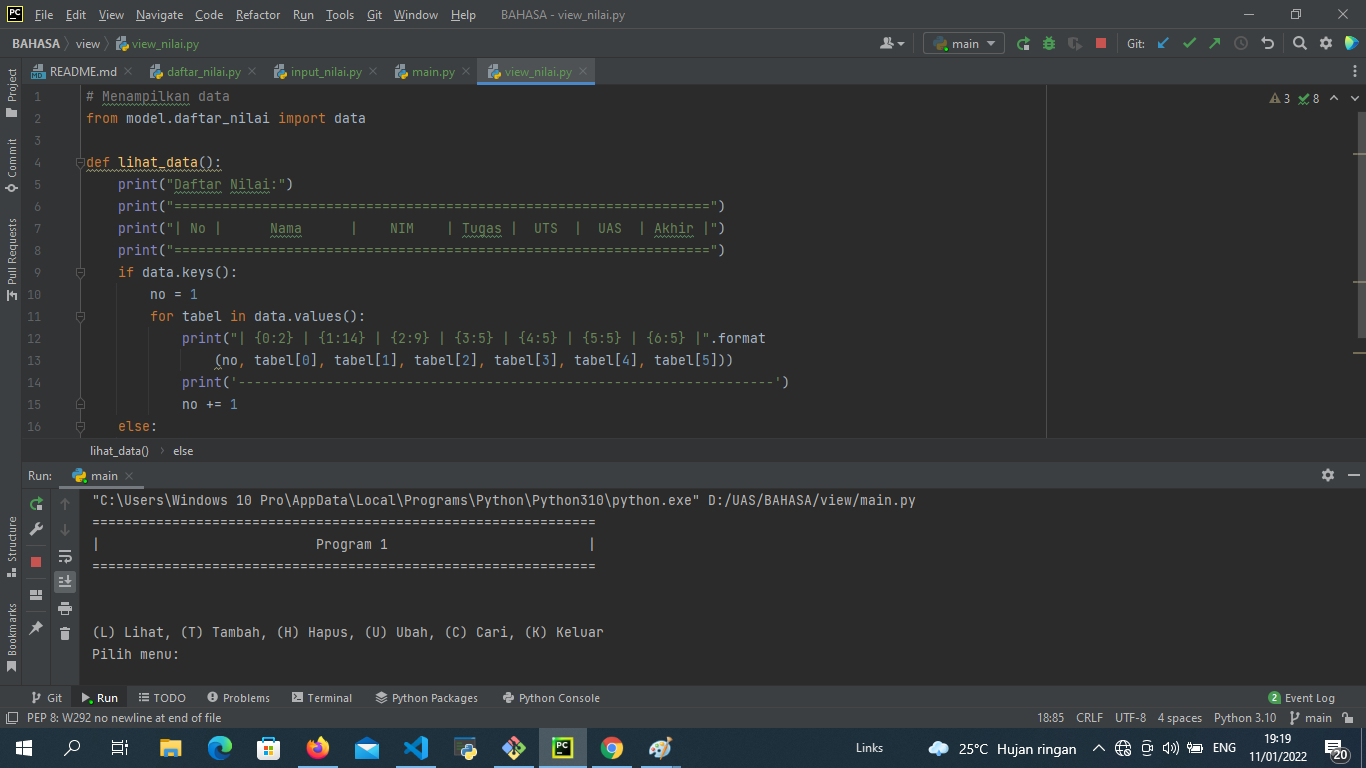 PC File Edit View Navigate Code Refactor Run Tools Git Window Help BAHASA - view_nilai.py
BAHASA view view_nilai.py main Git:
README.md daftar_nilai.py input_nilai.py main.py view_nilai.py
Project
Commit
Pull Requests
3 8
1 # Menampilkan data
2 from model.daftar_nilai import data
3
4 def lihat_data():
5 print("Daftar Nilai:")
6 print("===================================================================")
7 print("| No |      Nama      |    NIM    | Tugas |  UTS  |  UAS  | Akhir |")
8 print("===================================================================")
9 if data.keys():
10 no = 1
11 for tabel in data.values():
12 print("| {0:2} | {1:14} | {2:9} | {3:5} | {4:5} | {5:5} | {6:5} |".format
13 (no, tabel[0], tabel[1], tabel[2], tabel[3], tabel[4], tabel[5]))
14 print('-------------------------------------------------------------------')
15 no += 1
16 else:
lihat_data() else
Run: main
Structure
Bookmarks
"C:\Users\Windows 10 Pro\AppData\Local\Programs\Python\Python310\python.exe" D:/UAS/BAHASA/view/main.py
===============================================================
|                           Program 1                         |
===============================================================
(L) Lihat, (T) Tambah, (H) Hapus, (U) Ubah, (C) Cari, (K) Keluar
Pilih menu:
Git Run TODO Problems Terminal Python Packages Python Console 2 Event Log
PEP 8: W292 no newline at end of file 18:85 CRLF UTF-8 4 spaces Python 3.10 main
PC Links 25°C Hujan ringan ENG 19:19
11/01/2022 20